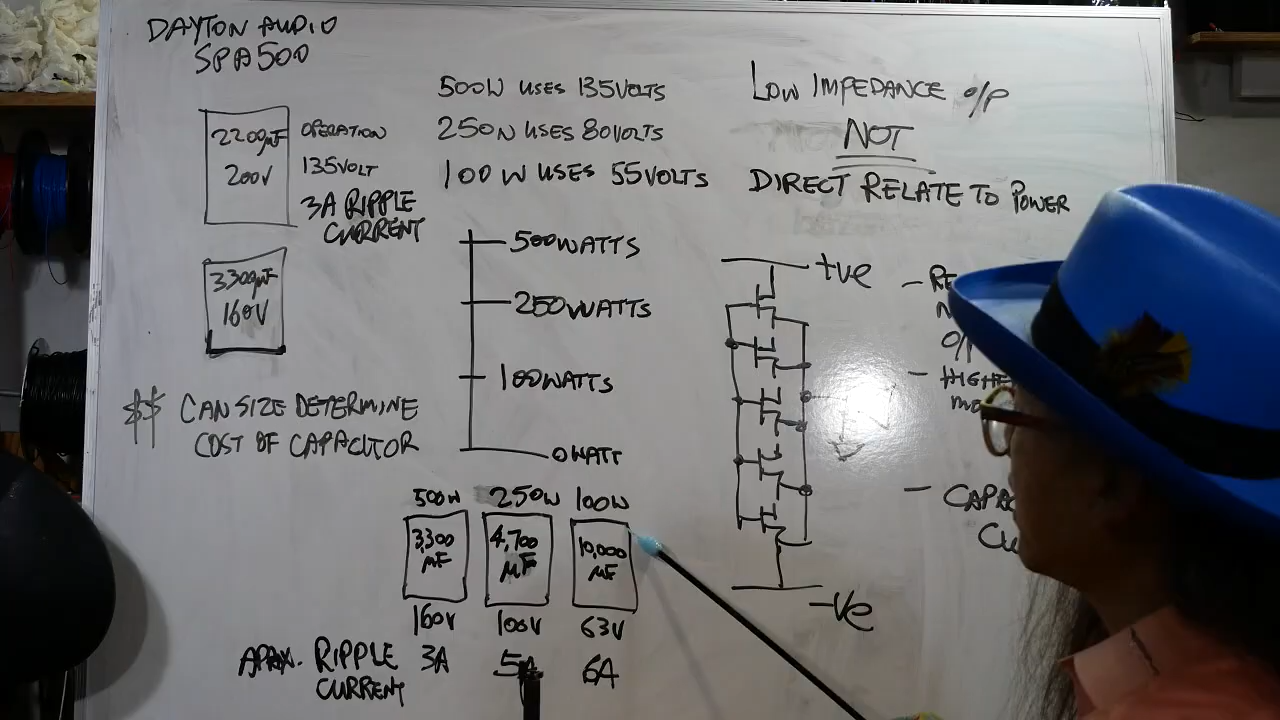 DAYTON AUDIO
SPA500
2200µF
200V
OPERATION
135VOLT
3A RIPPLE
CURRENT
3300µF
160V
$$ CAN SIZE DETERMINE
COST OF CAPACITOR
500W USES 135VOLTS
250W USES 80VOLTS
100W USES 55VOLTS
500WATTS
250WATTS
100WATTS
0WATT
500W 250W 100W
3,300 µF
4,700 µF
10,000 µF
160V 100V 63V
APRX. RIPPLE CURRENT 3A 5A 6A
LOW IMPEDANCE O/P
NOT
DIRECT RELATE TO POWER
+VE
-VE